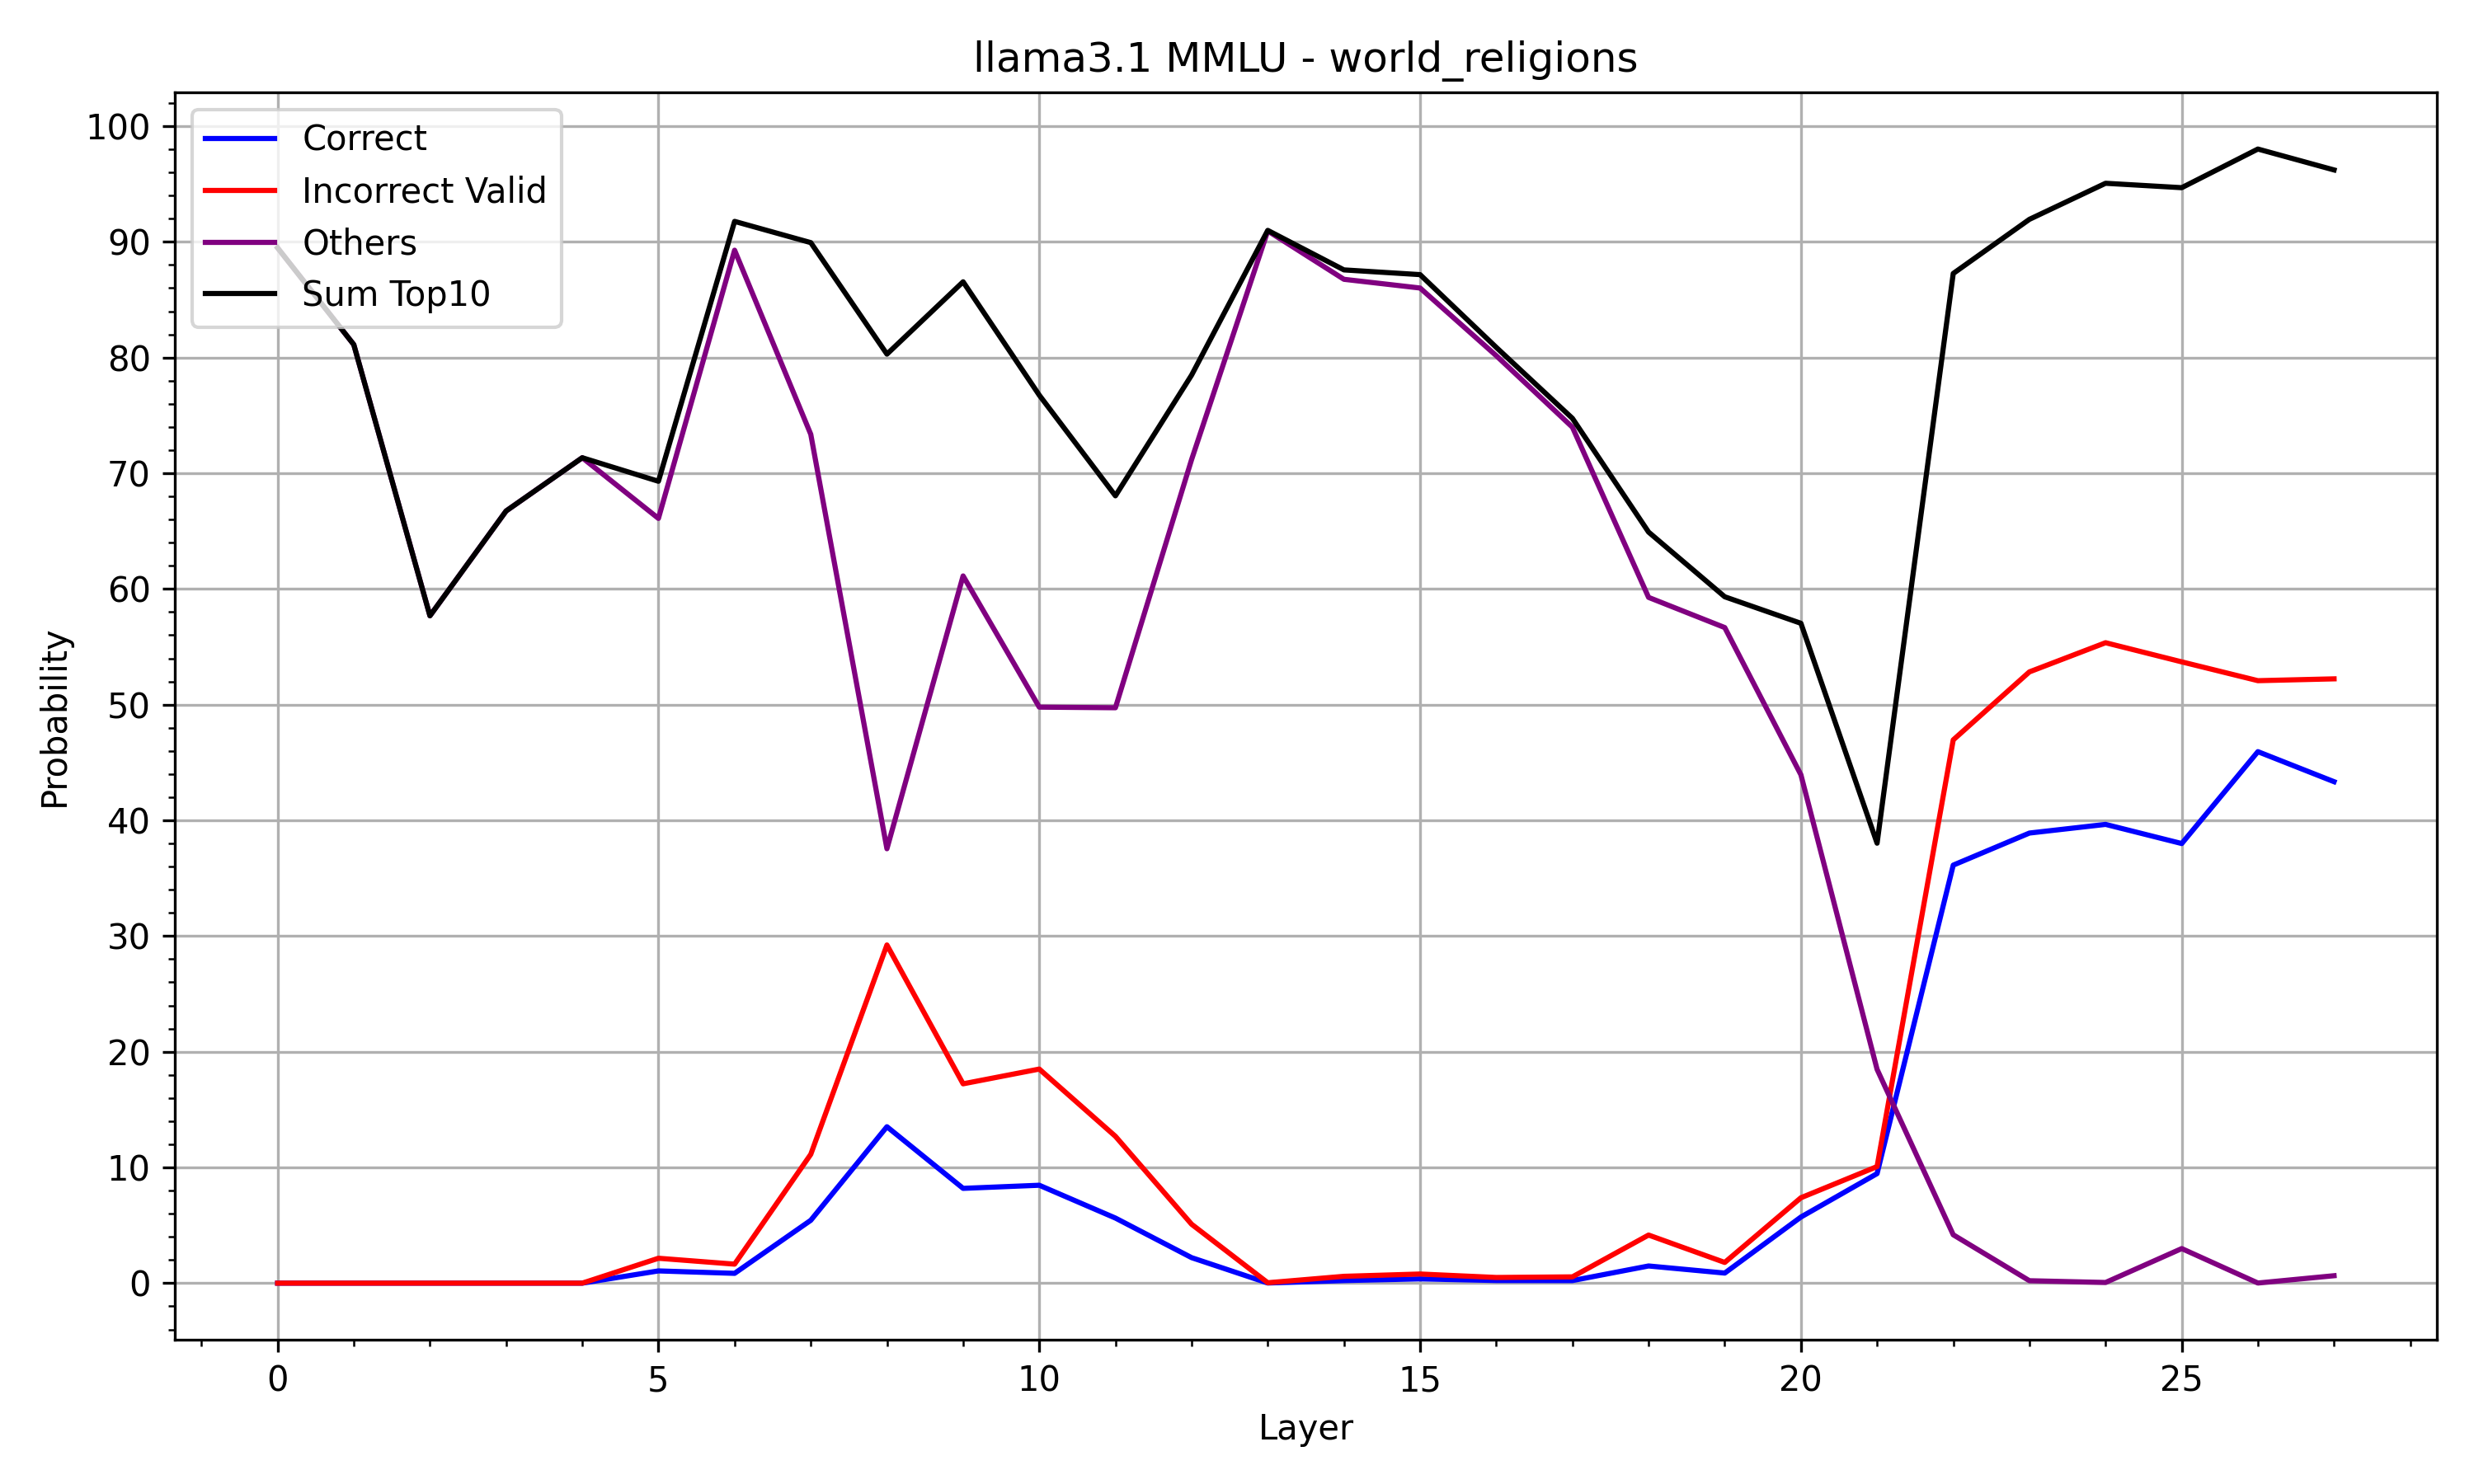 llama3.1 MMLU - world_religions
Correct
Incorrect Valid
Others
Sum Top10
100
90
80
70
60
50
40
30
20
10
0
Probability
0 5 10 15 20 25
Layer